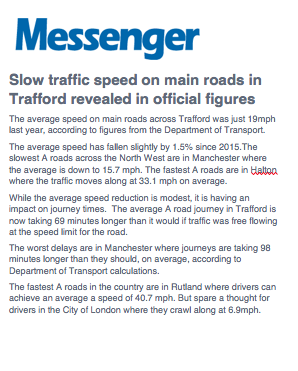 Messenger
Slow traffic speed on main roads in
Trafford revealed in official figures
The average speed on main roads across Trafford was just 19mph
last year, according to figures from the Department of Transport.
The average speed has fallen slightly by 1.5% since 2015.The
slowest A roads across the North West are in Manchester where
the average is down to 15.7 mph. The fastest A roads are in Halton
where the traffic moves along at 33.1 mph on average.
While the average speed reduction is modest, it is having an
impact on journey times.  The average A road journey in Trafford is
now taking 69 minutes longer than it would if traffic was free flowing
at the speed limit for the road.
The worst delays are in Manchester where journeys are taking 98
minutes longer than they should, on average, according to
Department of Transport calculations.
The fastest A roads in the country are in Rutland where drivers can
achieve an average speed of 40.7 mph. But spare a thought for
drivers in the City of London where they crawl along at 6.9mph.